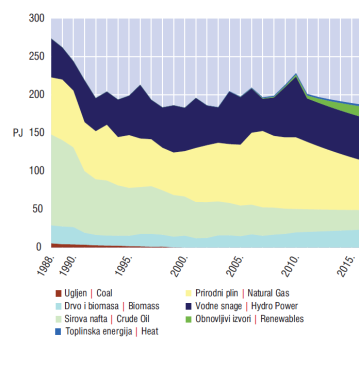 300
250
200
PJ 150
100
50
0
1988. 1990. 1995. 2000. 2005. 2010. 2015.
Ugljen | Coal
Prirodni plin | Natural Gas
Drvo i biomasa | Biomass
Vodne snage | Hydro Power
Sirova nafta | Crude Oil
Obnovljivi izvori | Renewables
Toplinska energija | Heat